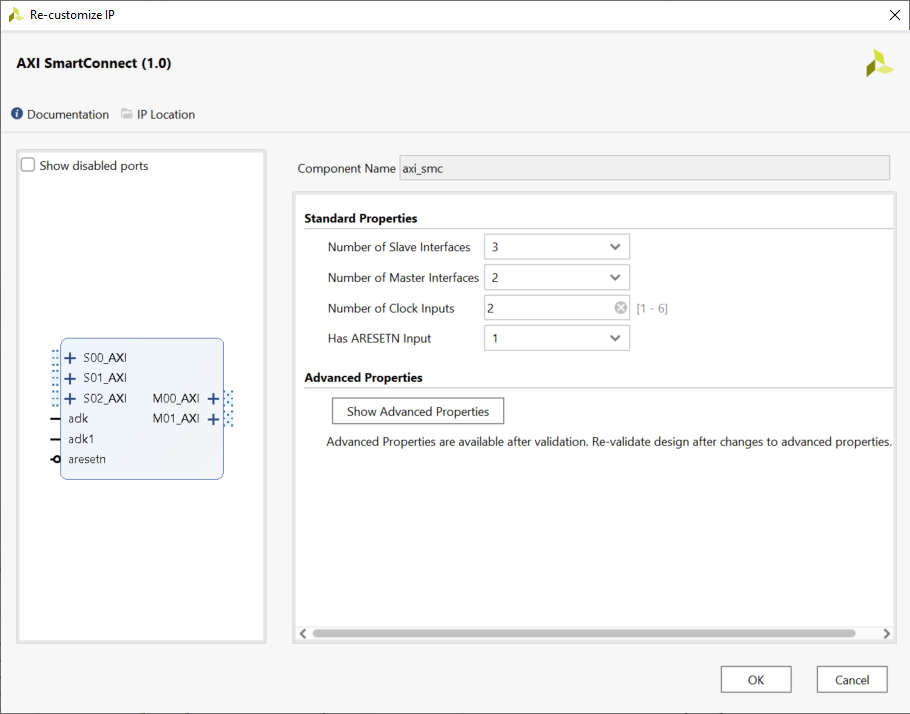 Re-customize IP
AXI SmartConnect (1.0)
Documentation IP Location
Show disabled ports
Component Name axi_smc
Standard Properties
Number of Slave Interfaces 3
Number of Master Interfaces 2
Number of Clock Inputs 2 [1 - 6]
Has ARESETN Input 1
Advanced Properties
Show Advanced Properties
Advanced Properties are available after validation. Re-validate design after changes to advanced properties.
S00_AXI
S01_AXI
S02_AXI M00_AXI
aclk M01_AXI
aclk1
aresetn
OK Cancel